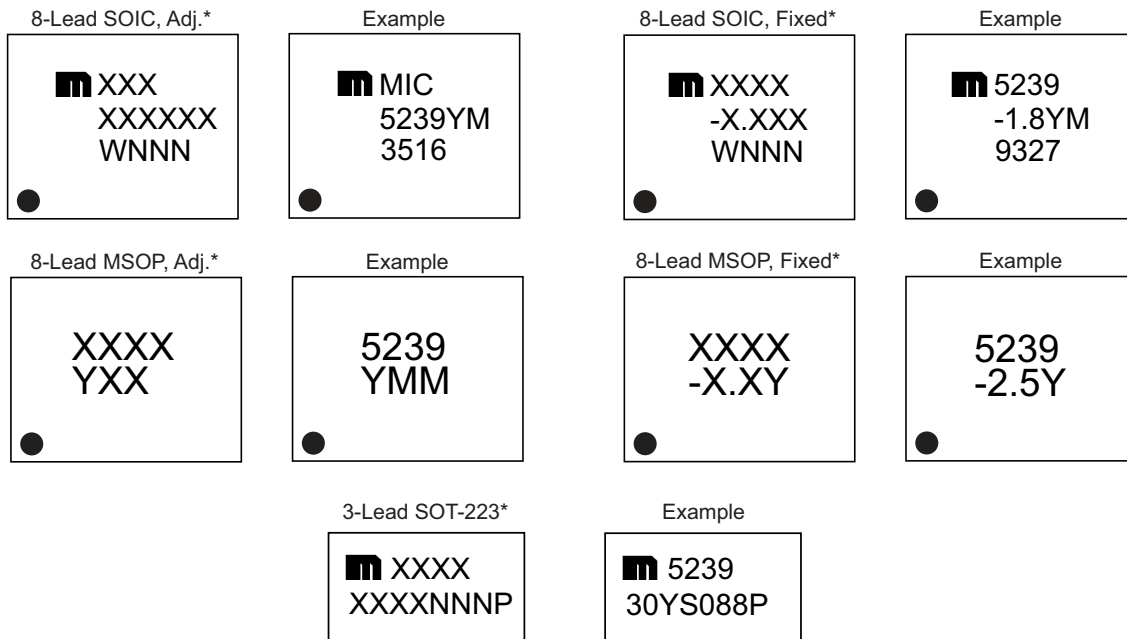 8-Lead SOIC, Adj.*
XXX
XXXXXX
WNNN
Example
MIC
5239YM
3516
8-Lead SOIC, Fixed*
XXXX
-X.XXX
WNNN
Example
5239
-1.8YM
9327
8-Lead MSOP, Adj.*
XXXX
YXX
Example
5239
YMM
8-Lead MSOP, Fixed*
XXXX
-X.XY
Example
5239
-2.5Y
3-Lead SOT-223*
XXXX
XXXXNNNP
Example
5239
30YS088P